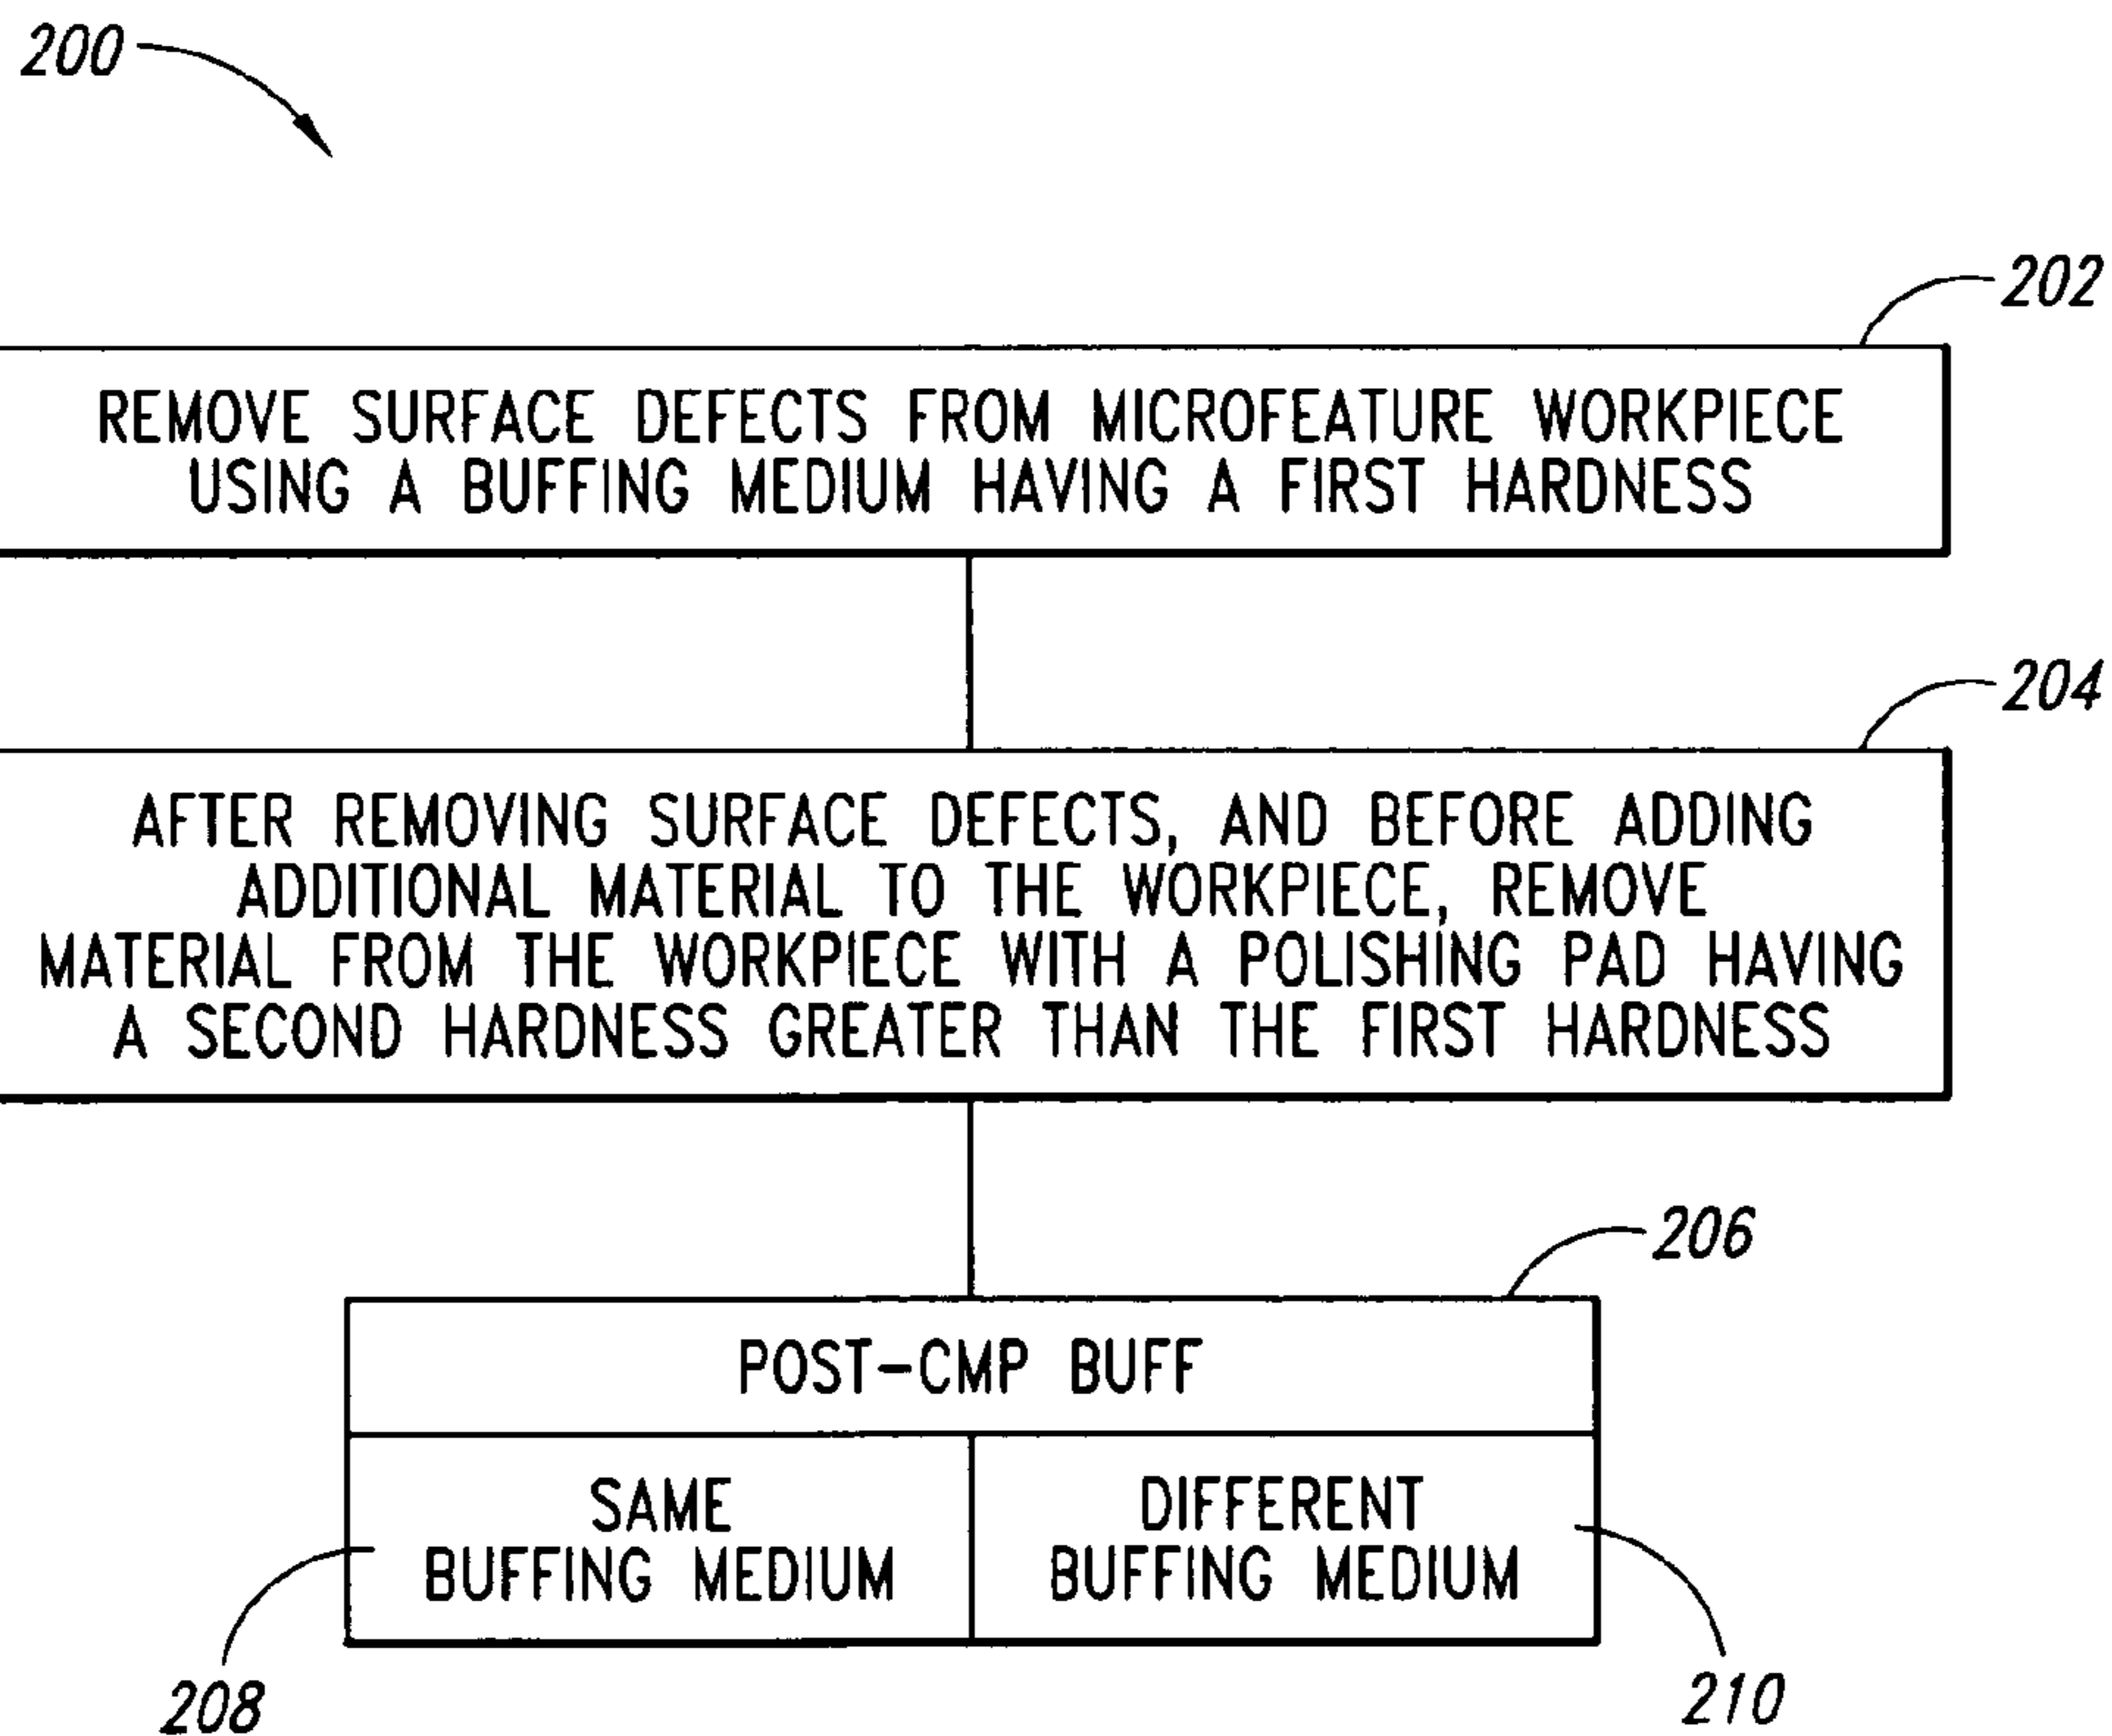 200
202
REMOVE SURFACE DEFECTS FROM MICROFEATURE WORKPIECE
USING A BUFFING MEDIUM HAVING A FIRST HARDNESS
204
AFTER REMOVING SURFACE DEFECTS, AND BEFORE ADDING
ADDITIONAL MATERIAL TO THE WORKPIECE, REMOVE
MATERIAL FROM THE WORKPIECE WITH A POLISHING PAD HAVING
A SECOND HARDNESS GREATER THAN THE FIRST HARDNESS
206
POST-CMP BUFF
SAME
BUFFING MEDIUM
DIFFERENT
BUFFING MEDIUM
208
210